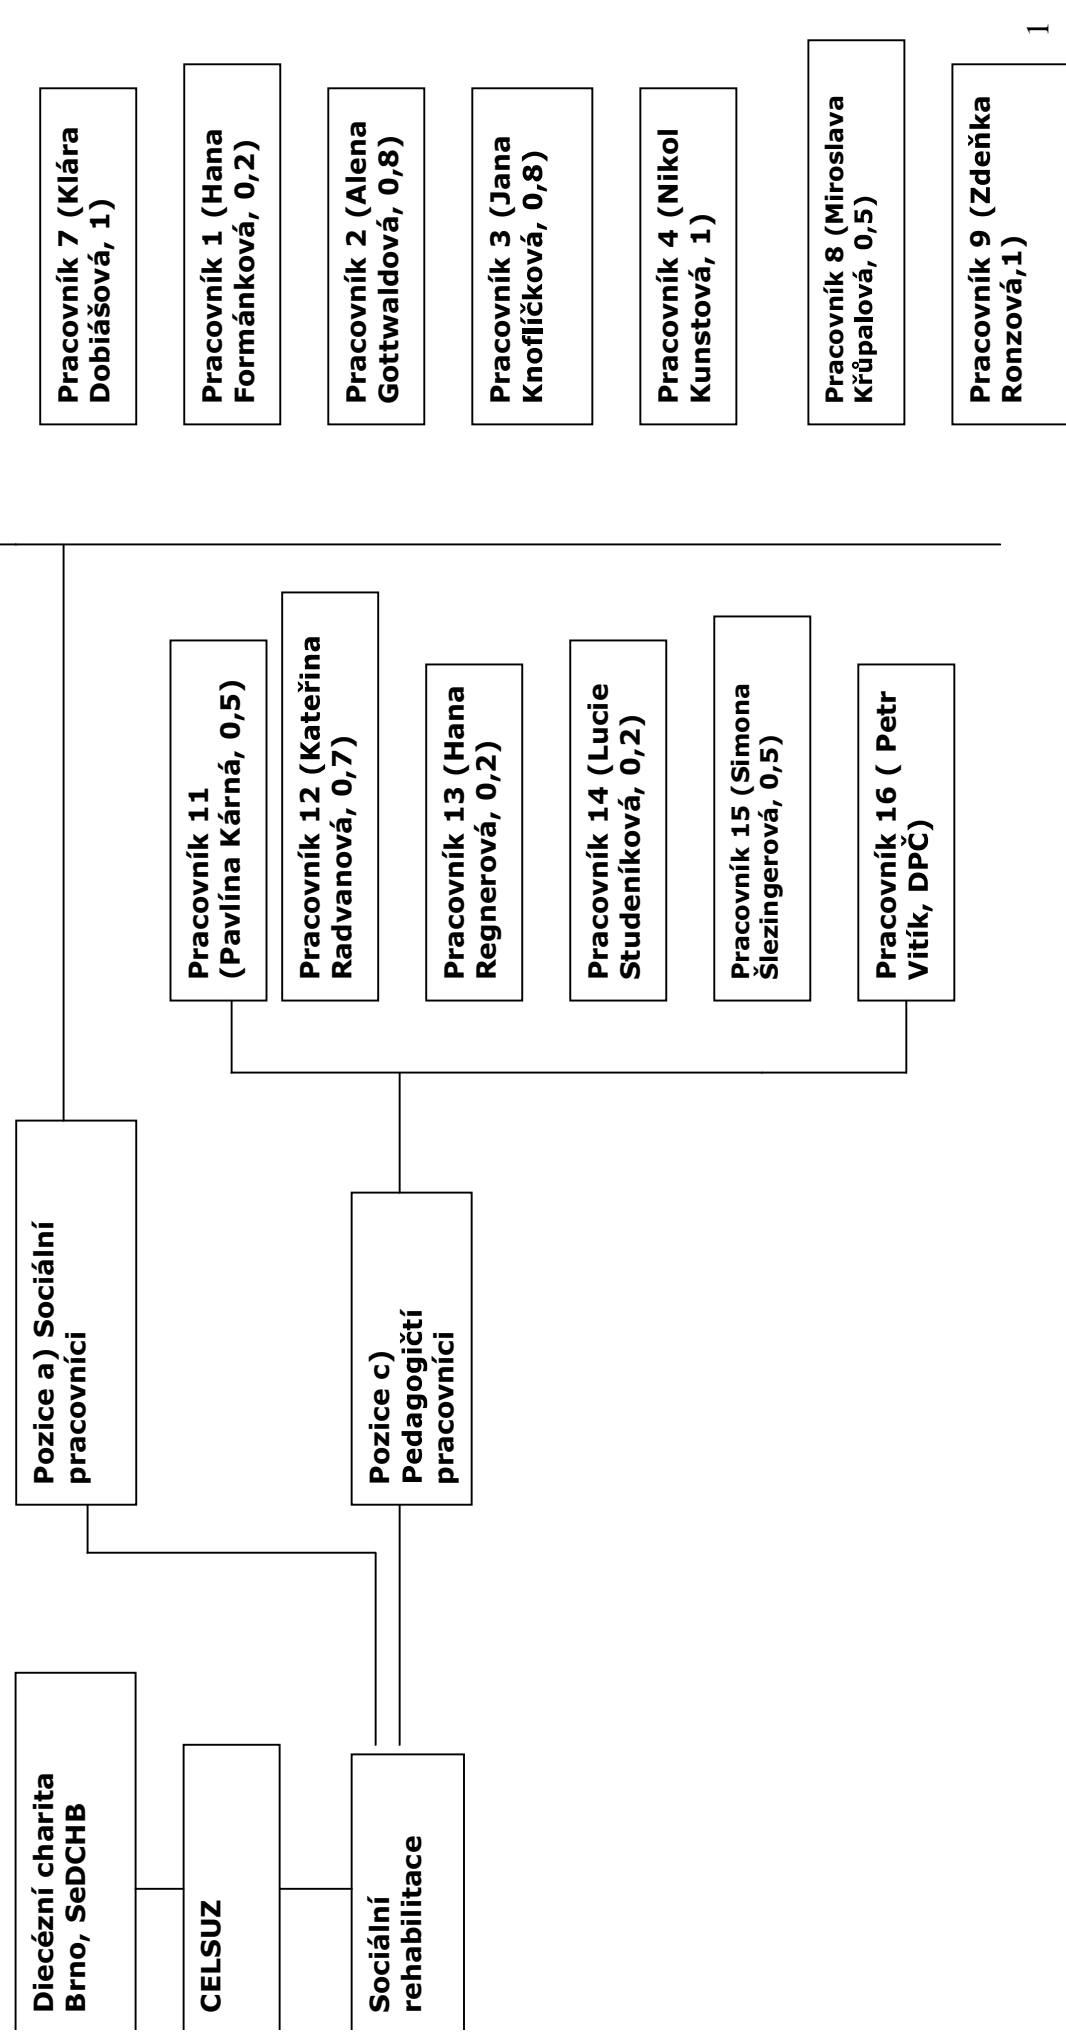 Diecézní charita
Brno, SeDCHB
CELSUZ
Sociální
rehabilitace
Pozice a) Sociální
pracovníci
Pozice c)
Pedagogičtí
pracovníci
Pracovník 11
(Pavlína Kárná, 0,5)
Pracovník 12 (Kateřina
Radvanová, 0,7)
Pracovník 13 (Hana
Regnerová, 0,2)
Pracovník 14 (Lucie
Studeníková, 0,2)
Pracovník 15 (Simona
Šlezingerová, 0,5)
Pracovník 16 ( Petr
Vitík, DPČ)
Pracovník 7 (Klára
Dobiášová, 1)
Pracovník 1 (Hana
Formánková, 0,2)
Pracovník 2 (Alena
Gottwaldová, 0,8)
Pracovník 3 (Jana
Knoflíčková, 0,8)
Pracovník 4 (Nikol
Kunstová, 1)
Pracovník 8 (Miroslava
Křůpalová, 0,5)
Pracovník 9 (Zdeňka
Ronzová,1)
1